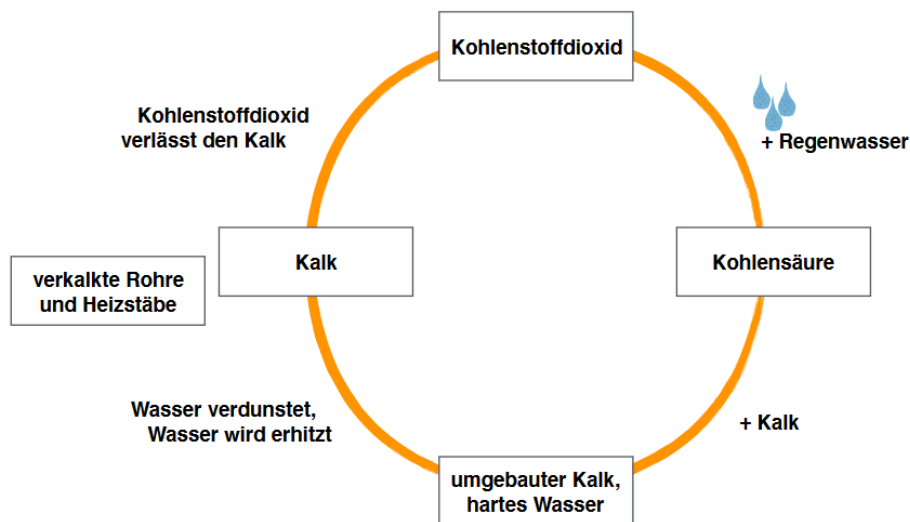 Kohlenstoffdioxid
Kohlenstoffdioxid
verlässt den Kalk
+ Regenwasser
Kalk
Kohlensäure
verkalkte Rohre
und Heizstäbe
Wasser verdunstet,
Wasser wird erhitzt
+ Kalk
umgebauter Kalk,
hartes Wasser